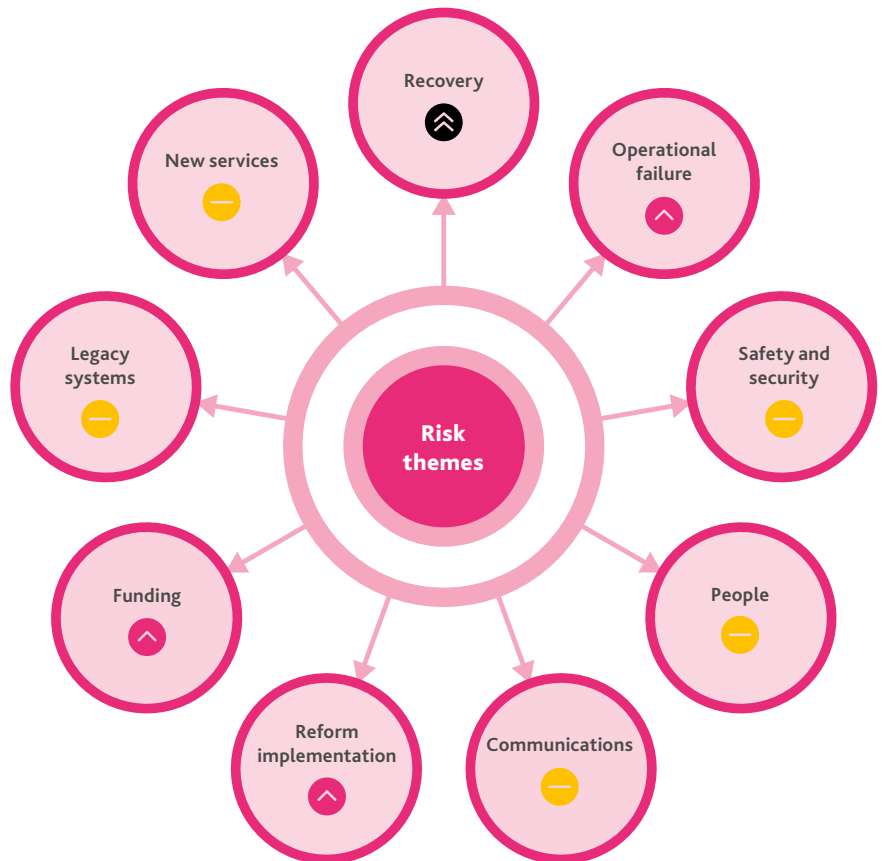 Recovery
Operational
failure
Safety and
security
People
Communications
Reform
implementation
Funding
Legacy
systems
New services
Risk
themes